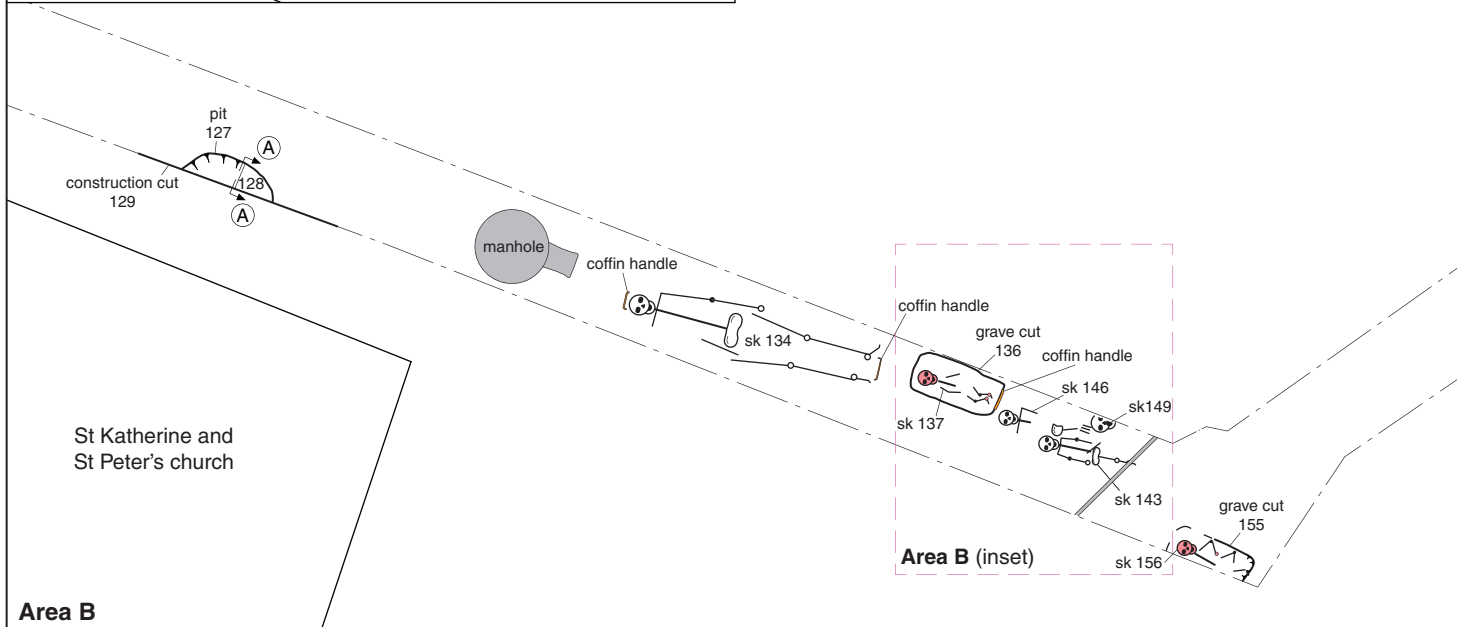 pit
127
A
construction cut
129
128
A
manhole
coffin handle
sk 134
coffin handle
grave cut
136
coffin handle
sk 146
sk149
sk 137
sk 143
grave cut
155
sk 156
St Katherine and
St Peter's church
Area B (inset)
Area B